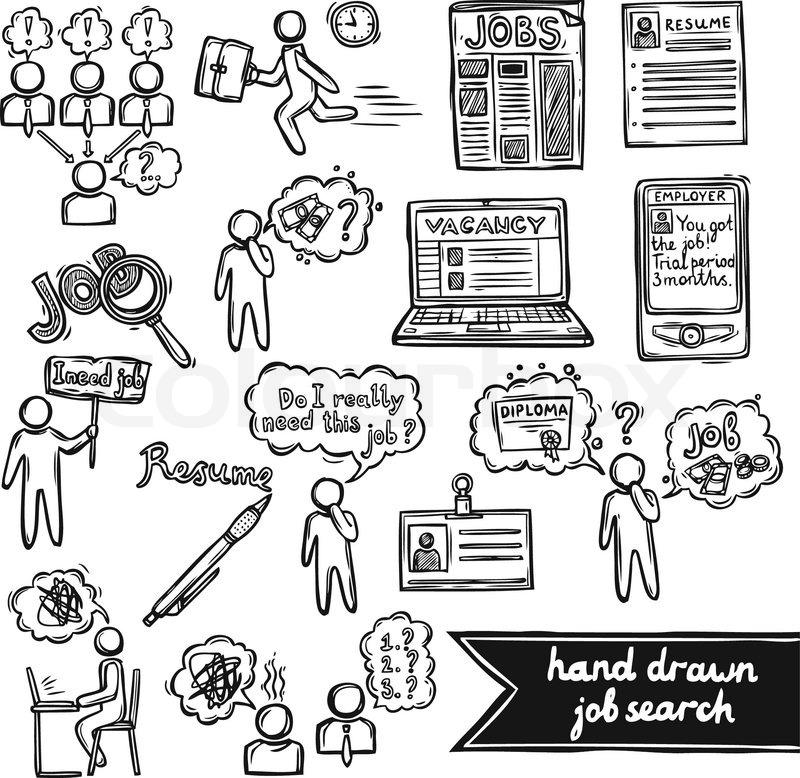 ! ! !
?..
JOBS
RESUME
?
VACANCY
EMPLOYER
You got
the job!
Trial period
3 months.
JOB
I need job
Do I really
need this
job?
DIPLOMA
?
JOB
Resume
1.?
2.?
3.?
hand drawn
job search
colourbox